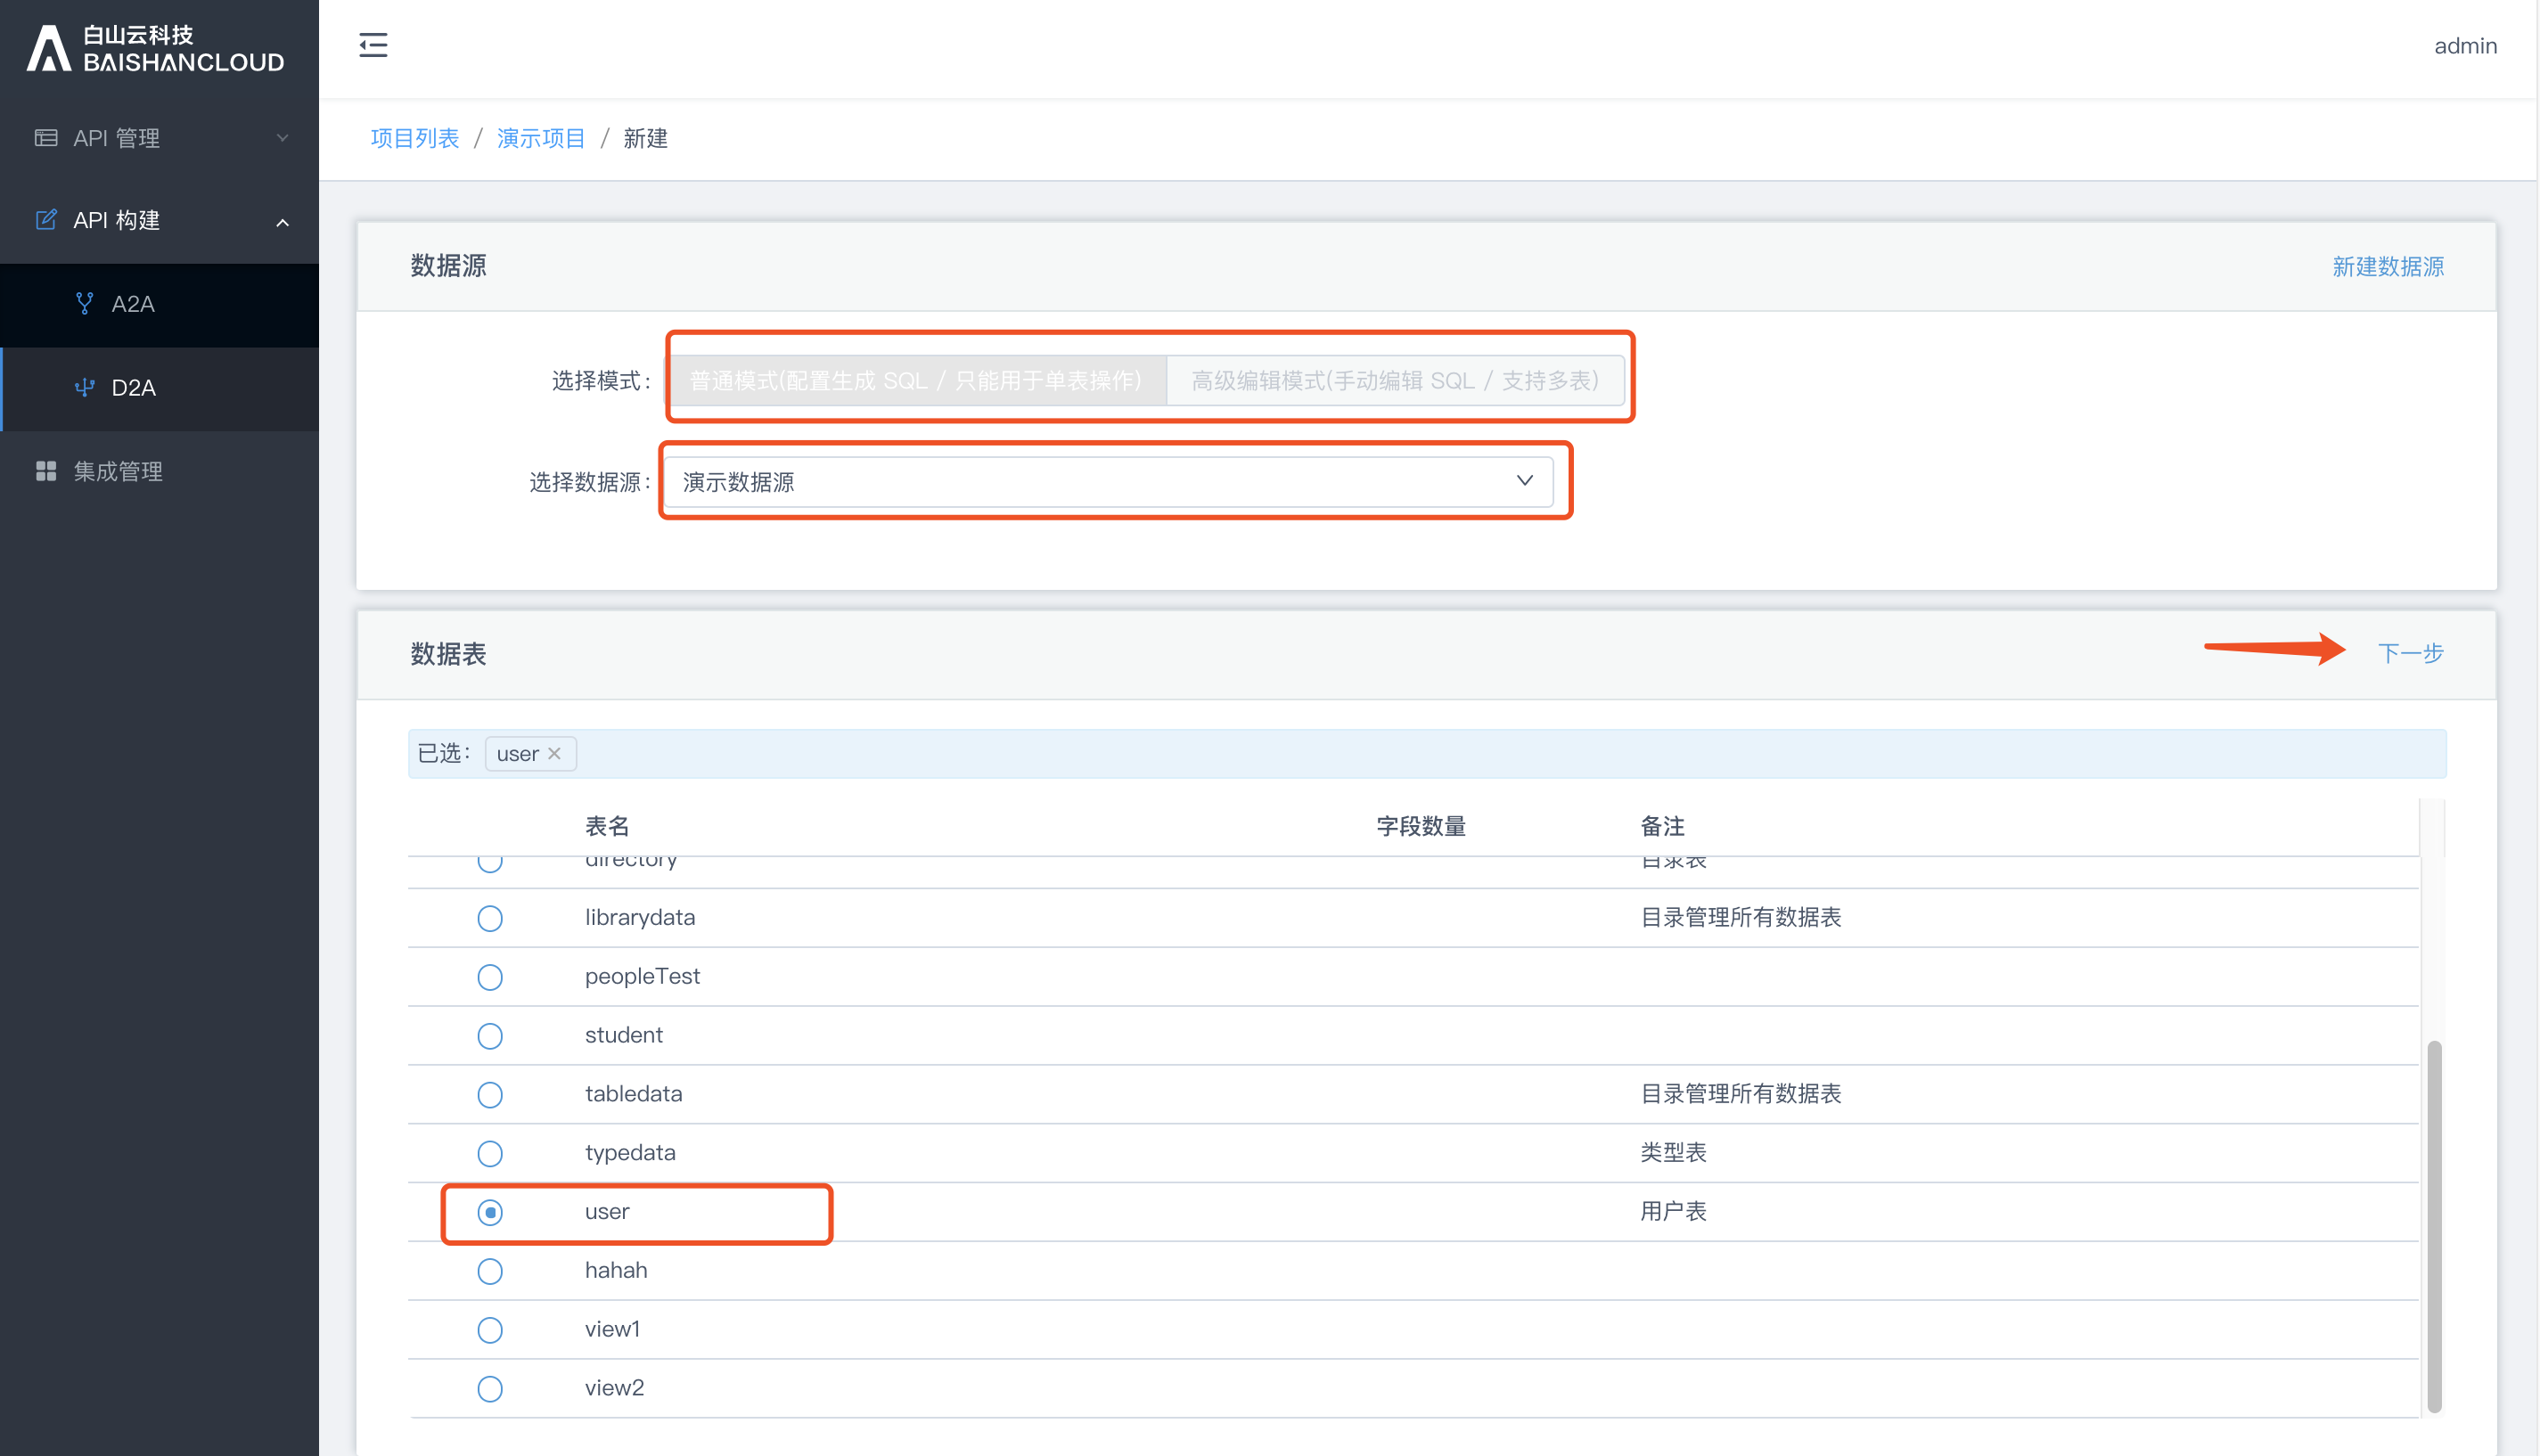 白山云科技
BAISHANCLOUD
admin
API 管理
API 构建
A2A
D2A
集成管理
项目列表 / 演示项目 / 新建
数据源
新建数据源
选择模式：
普通模式(配置生成 SQL / 只能用于单表操作)
高级编辑模式(手动编辑 SQL / 支持多表)
选择数据源：
演示数据源
数据表
下一步
已选： user ×
表名 字段数量 备注
directory 目录表
librarydata 目录管理所有数据表
peopleTest
student
tabledata 目录管理所有数据表
typedata 类型表
user 用户表
hahah
view1
view2